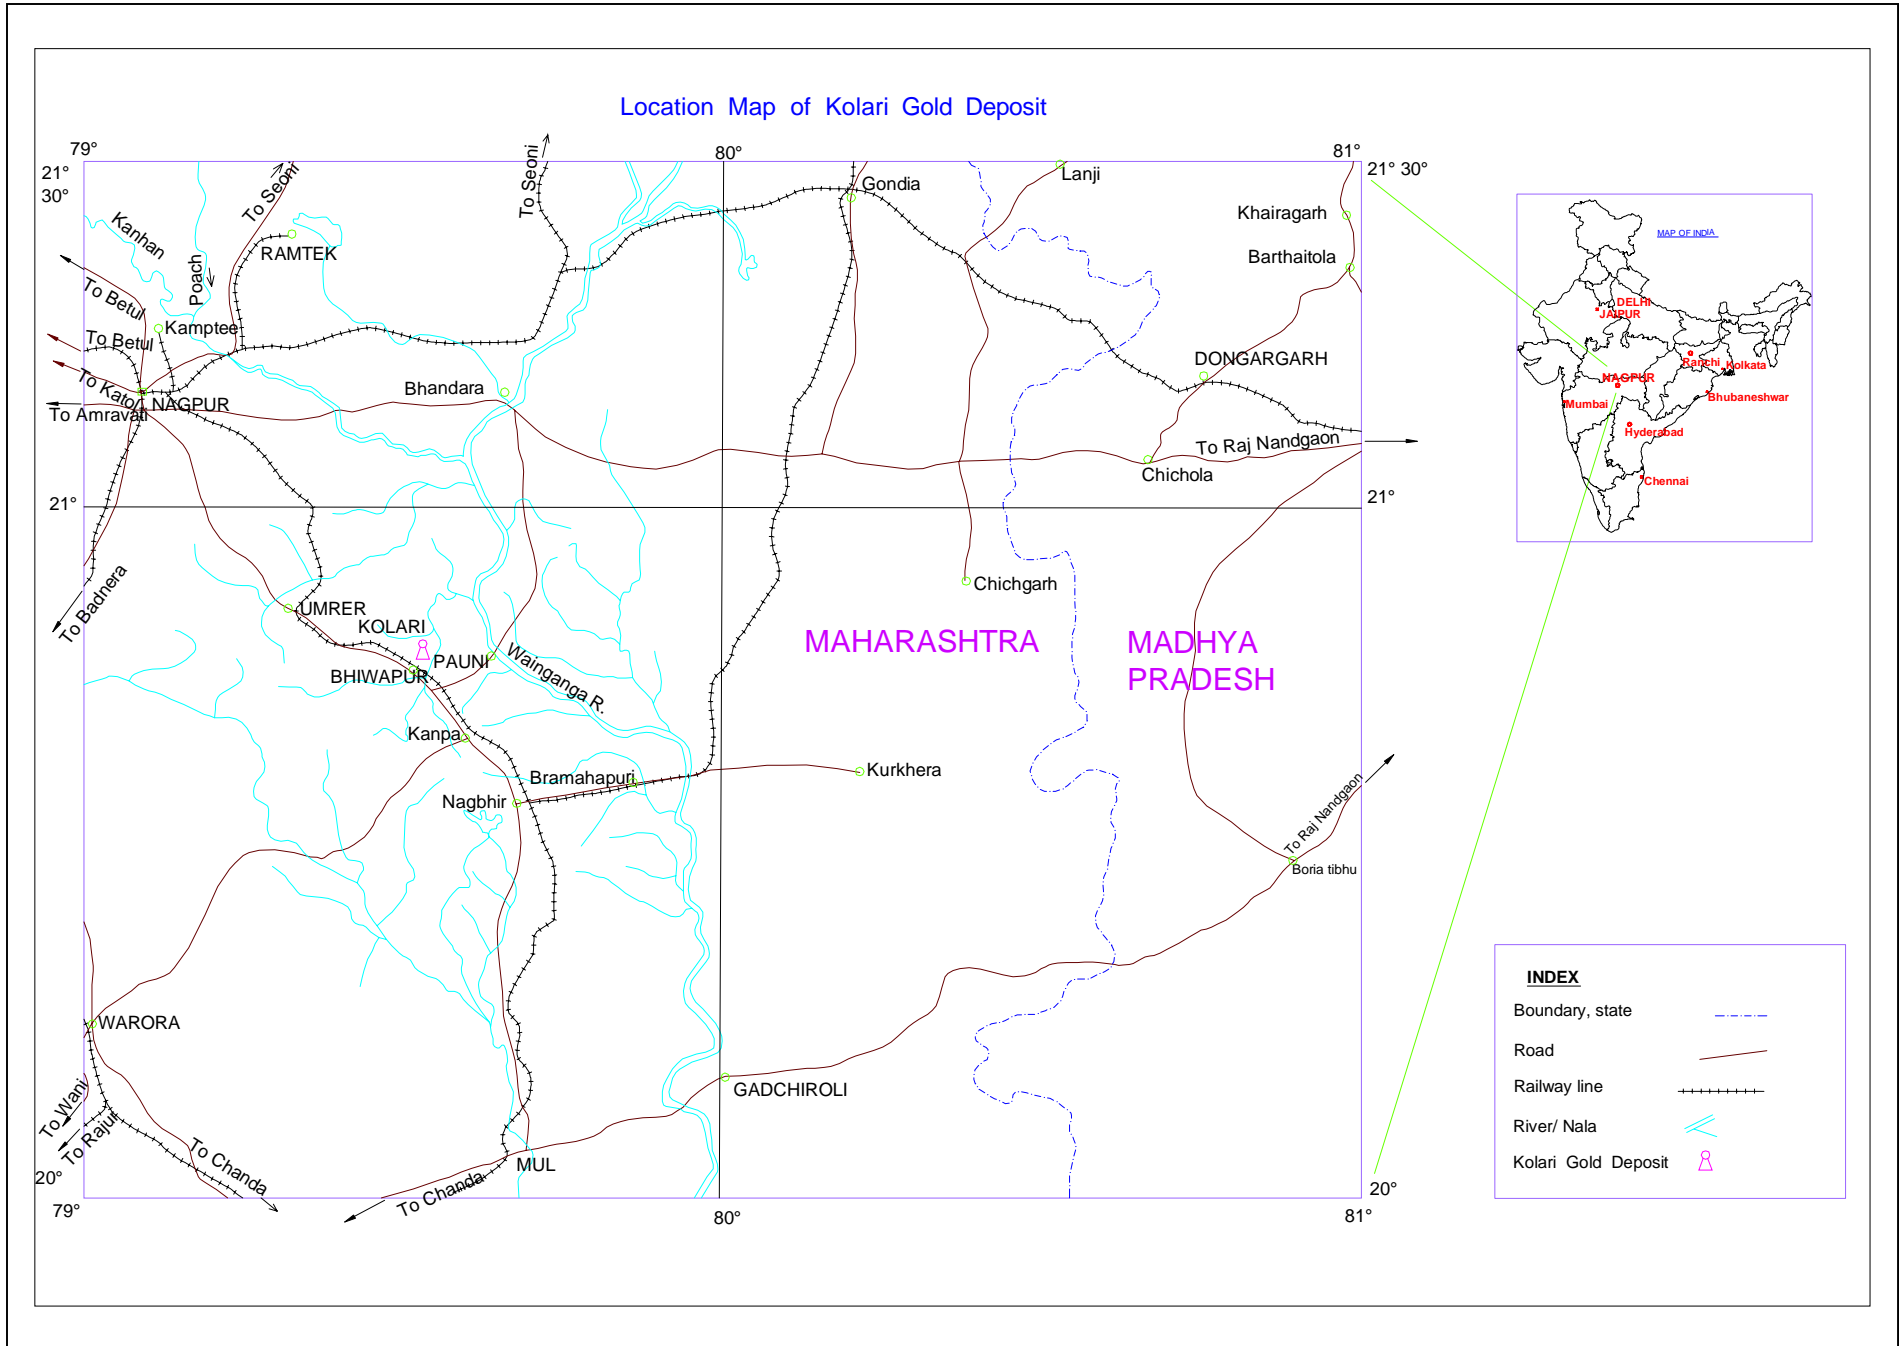 Location Map of Kolari Gold Deposit
79°
80°
81°
21°
30°
21° 30°
To Seoni
To Seoni
Gondia
Lanji
Khairagarh
Kanhan
Poach
RAMTEK
Barthaitola
MAP OF INDIA
To Betul
Kamptee
To Betul
DELHI
JAIPUR
To Katol
NAGPUR
To Amravati
Bhandara
DONGARGARH
Ranchi
Kolkata
NAGPUR
Mumbai
Bhubaneshwar
Hyderabad
Chennai
To Raj Nandgaon
Chichola
21°
21°
To Badnera
UMRER
KOLARI
Chichgarh
PAUNI
BHIWAPUR
Wainganga R.
MAHARASHTRA
MADHYA
PRADESH
Kanpa
Bramahapuri
Kurkhera
Nagbhir
To Raj Nandgaon
Boria tibhu
WARORA
GADCHIROLI
To Wani
To Rajur
To Chanda
MUL
To Chanda
20°
20°
79°
80°
81°
INDEX
Boundary, state
Road
Railway line
River/ Nala
Kolari Gold Deposit